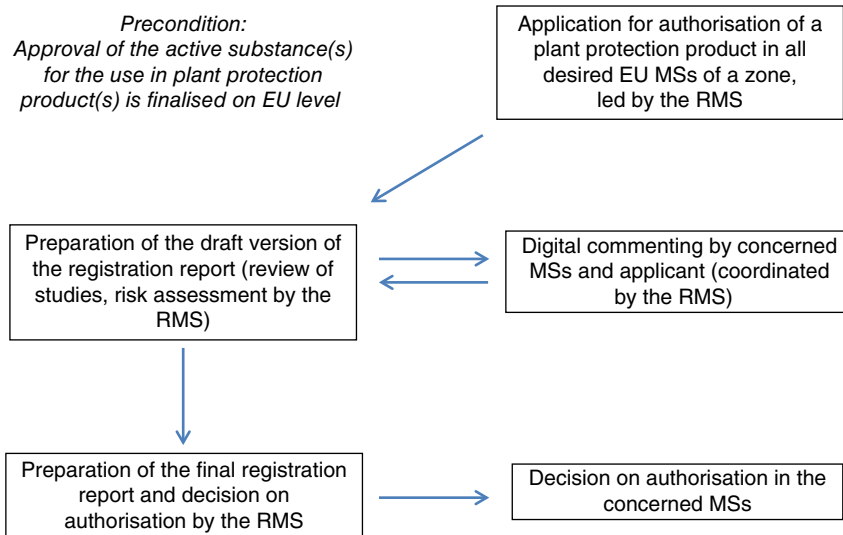 Precondition:
Approval of the active substance(s)
for the use in plant protection
product(s) is finalised on EU level
Application for authorisation of a
plant protection product in all
desired EU MSs of a zone,
led by the RMS
Preparation of the draft version of
the registration report (review of
studies, risk assessment by the
RMS)
Digital commenting by concerned
MSs and applicant (coordinated
by the RMS)
Preparation of the final registration
report and decision on
authorisation by the RMS
Decision on authorisation in the
concerned MSs